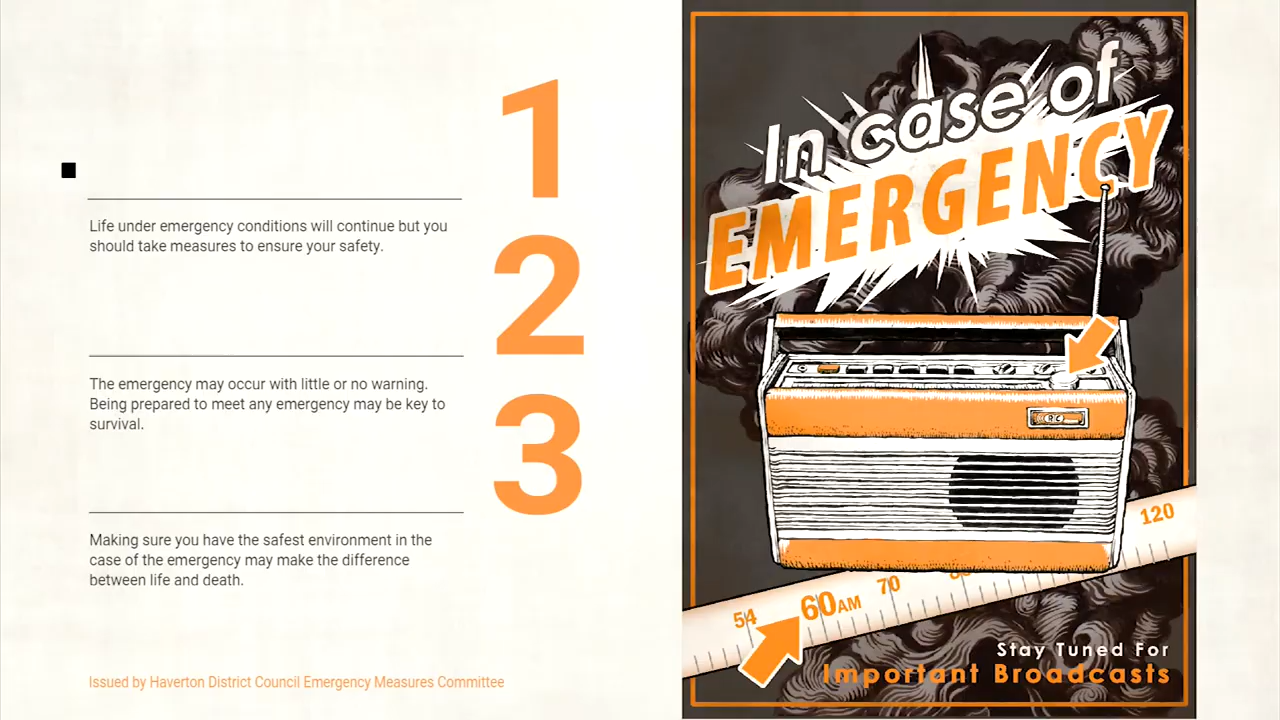 1
Life under emergency conditions will continue but you
should take measures to ensure your safety.
2
The emergency may occur with little or no warning.
Being prepared to meet any emergency may be key to
survival.
3
Making sure you have the safest environment in the
case of the emergency may make the difference
between life and death.
Issued by Haverton District Council Emergency Measures Committee
In case of
EMERGENCY
54 60AM 70 120
Stay Tuned For
Important Broadcasts